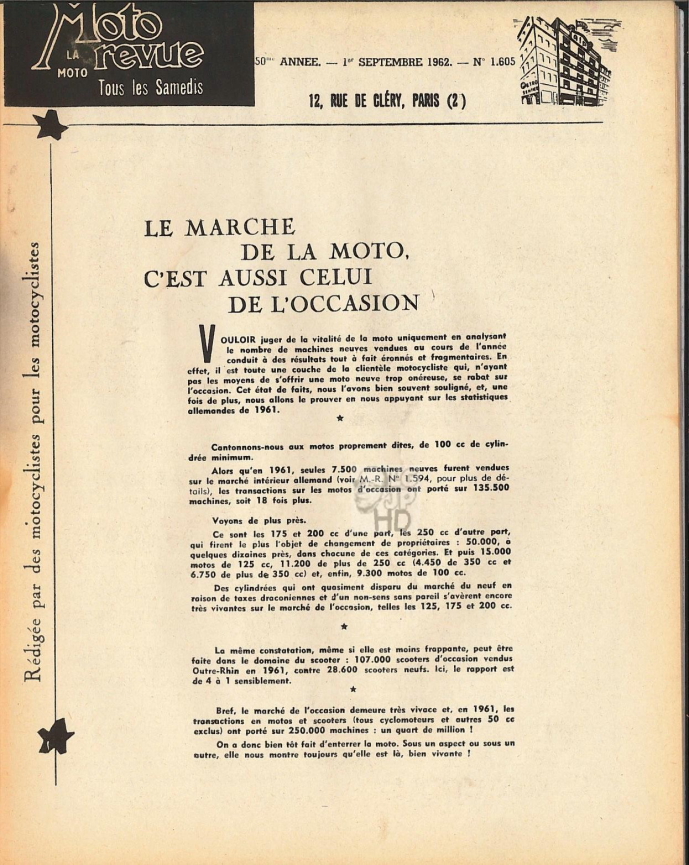 Moto
LA revue
MOTO
Tous les Samedis
50me ANNEE. — 1er SEPTEMBRE 1962. — N° 1.605
12, RUE DE CLÉRY, PARIS (2)
Rédigée par des motocyclistes pour les motocyclistes
LE MARCHE
DE LA MOTO,
C'EST AUSSI CELUI
DE L'OCCASION
VOULOIR juger de la vitalité de la moto uniquement en analysant
le nombre de machines neuves vendues au cours de l'année
conduit à des résultats tout à fait éronnés et fragmentaires. En
effet, il est toute une couche de la clientèle motocycliste qui, n'ayant
pas les moyens de s'offrir une moto neuve trop onéreuse, se rabat sur
l'occasion. Cet état de faits, nous l'avons bien souvent souligné, et, une
fois de plus, nous allons le prouver en nous appuyant sur les statistiques
allemandes de 1961.
Cantonnons-nous aux motos proprement dites, de 100 cc de cylin-
drée minimum.
Alors qu'en 1961, seules 7.500 machines neuves furent vendues
sur le marché intérieur allemand (voir M.-R. N° 1.594, pour plus de dé-
tails), les transactions sur les motos d'occasion ont porté sur 135.500
machines, soit 18 fois plus.
Voyons de plus près.
Ce sont les 175 et 200 cc d'une part, les 250 cc d'autre part,
qui firent le plus l'objet de changement de propriétaires : 50.000, à
quelques dizaines près, dans chacune de ces catégories. Et puis 15.000
motos de 125 cc, 11.200 de plus de 250 cc (4.450 de 350 cc et
6.750 de plus de 350 cc) et, enfin, 9.300 motos de 100 cc.
Des cylindrées qui ont quasiment disparu du marché du neuf en
raison de taxes draconiennes et d'un non-sens sans pareil s'avèrent encore
très vivantes sur le marché de l'occasion, telles les 125, 175 et 200 cc.
La même constatation, même si elle est moins frappante, peut être
faite dans le domaine du scooter : 107.000 scooters d'occasion vendus
Outre-Rhin en 1961, contre 28.600 scooters neufs. Ici, le rapport est
de 4 à 1 sensiblement.
Bref, le marché de l'occasion demeure très vivace et, en 1961, les
transactions en motos et scooters (tous cyclomoteurs et autres 50 cc
exclus) ont porté sur 250.000 machines : un quart de million !
On a donc bien tôt fait d'enterrer la moto. Sous un aspect ou sous un
autre, elle nous montre toujours qu'elle est là, bien vivante !
HD